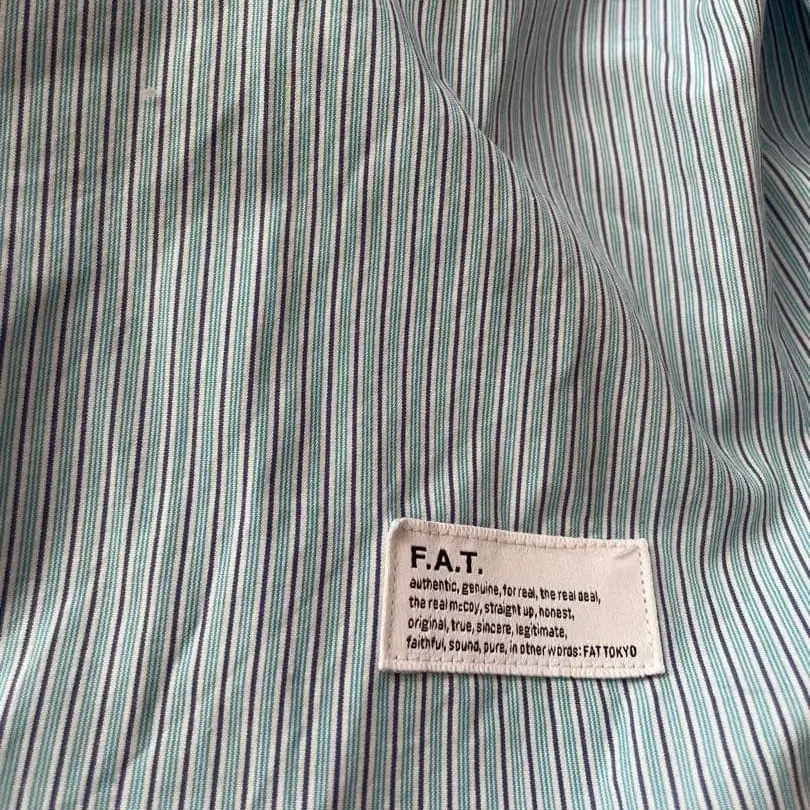 F.A.T.
authentic, genuine, for real, the real deal,
the real mccoy, straight up, honest,
original, true, sincere, legitimate,
faithful, sound, pure, in other words: FAT TOKYO